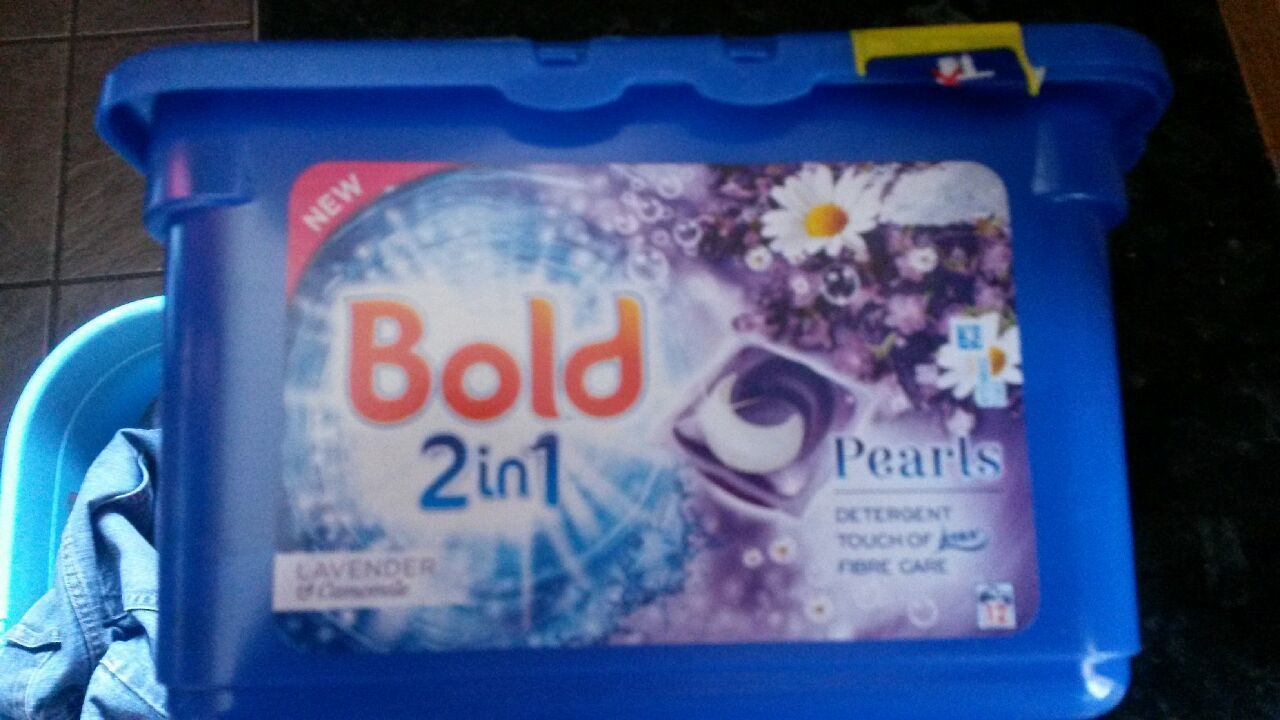 NEW
Bold
2in1
Pearls
DETERGENT
TOUCH OF Lenor
FIBRE CARE
LAVENDER
& Camomile
12